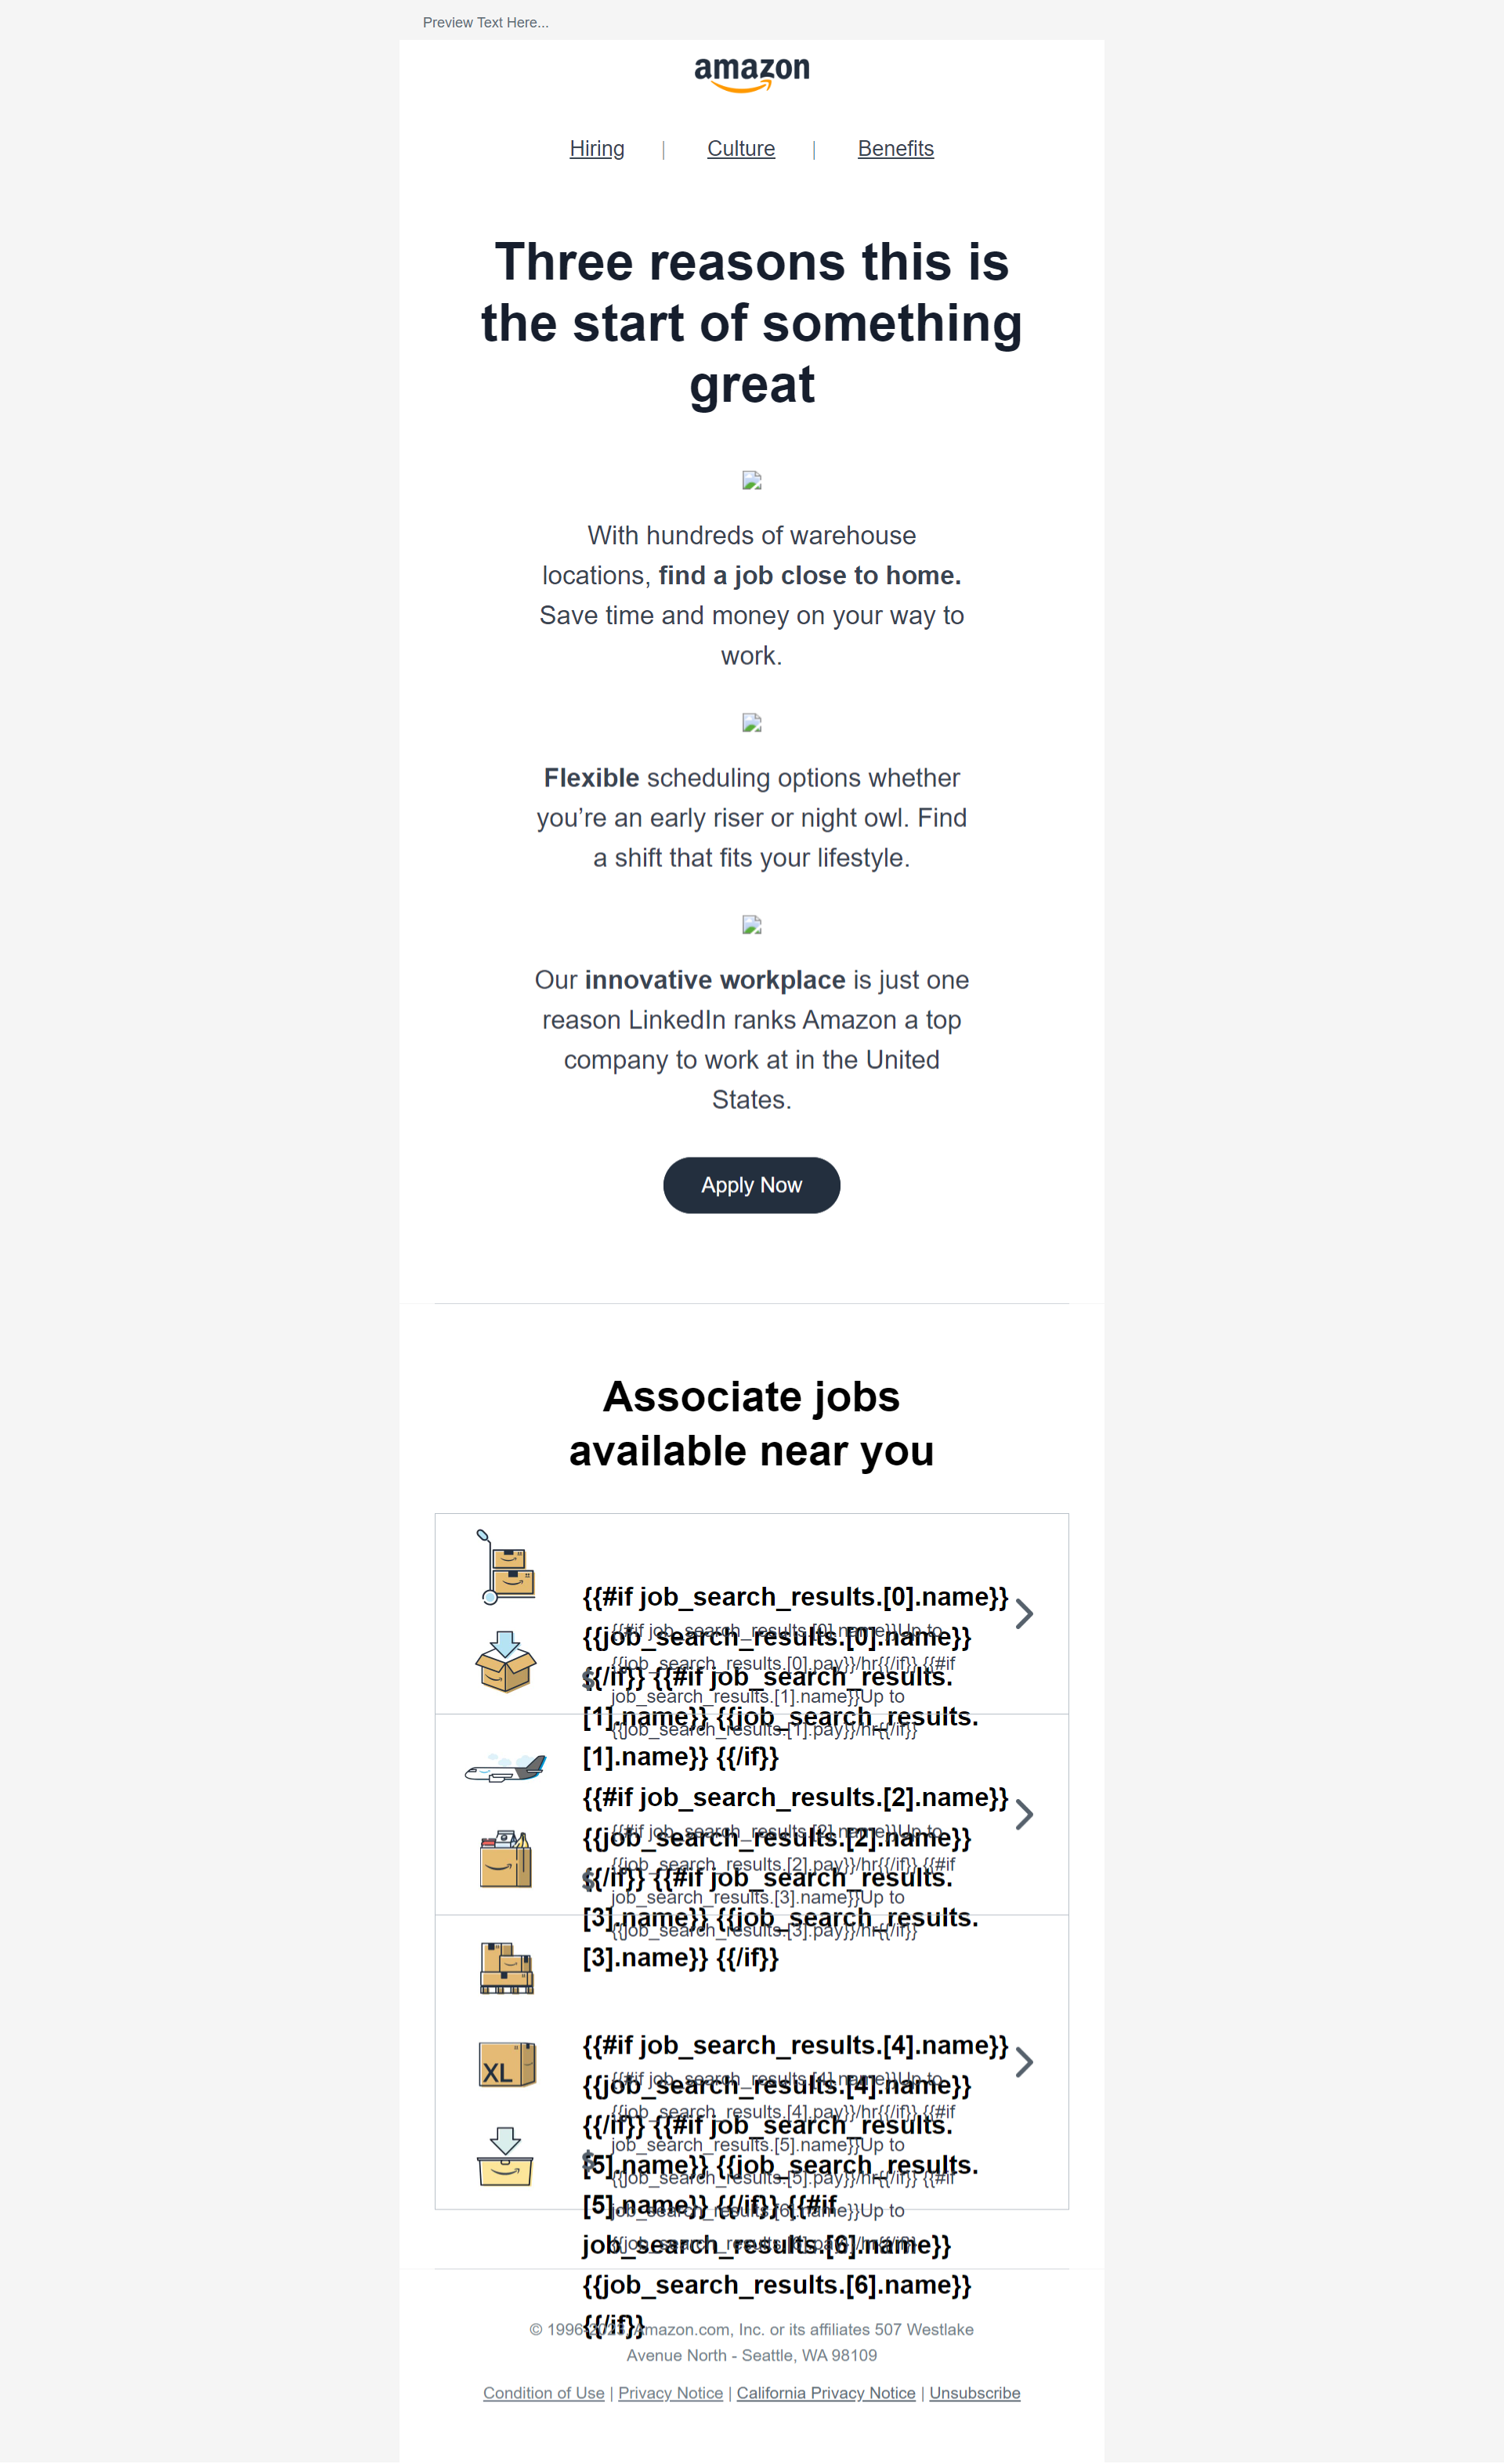 Preview Text Here...
amazon
Hiring | Culture | Benefits
Three reasons this is
the start of something
great
With hundreds of warehouse
locations, find a job close to home.
Save time and money on your way to
work.
Flexible scheduling options whether
you’re an early riser or night owl. Find
a shift that fits your lifestyle.
Our innovative workplace is just one
reason LinkedIn ranks Amazon a top
company to work at in the United
States.
Apply Now
Associate jobs
available near you
{{#if job_search_results.[0].name}}
{{job_search_results.[0].name}}
{{/if}} {{#if job_search_results.
[1].name}} {{job_search_results.
[1].name}} {{/if}}
$
{{#if job_search_results.[0].name}}Up to
{{job_search_results.[0].pay}}/hr{{/if}} {{#if
job_search_results.[1].name}}Up to
{{job_search_results.[1].pay}}/hr{{/if}}
{{#if job_search_results.[2].name}}
{{job_search_results.[2].name}}
{{/if}} {{#if job_search_results.
[3].name}} {{job_search_results.
[3].name}} {{/if}}
$
{{#if job_search_results.[2].name}}Up to
{{job_search_results.[2].pay}}/hr{{/if}} {{#if
job_search_results.[3].name}}Up to
{{job_search_results.[3].pay}}/hr{{/if}}
XL
{{#if job_search_results.[4].name}}
{{job_search_results.[4].name}}
{{/if}} {{#if job_search_results.
[5].name}} {{job_search_results.
[5].name}} {{/if}} {{#if
job_search_results.[6].name}}
{{job_search_results.[6].name}}
{{/if}}
$
{{#if job_search_results.[4].name}}Up to
{{job_search_results.[4].pay}}/hr{{/if}} {{#if
job_search_results.[5].name}}Up to
{{job_search_results.[5].pay}}/hr{{/if}} {{#if
job_search_results.[6].name}}Up to
{{job_search_results.[6].pay}}/hr{{/if}}
© 1996-2023, Amazon.com, Inc. or its affiliates 507 Westlake
Avenue North - Seattle, WA 98109
Condition of Use | Privacy Notice | California Privacy Notice | Unsubscribe